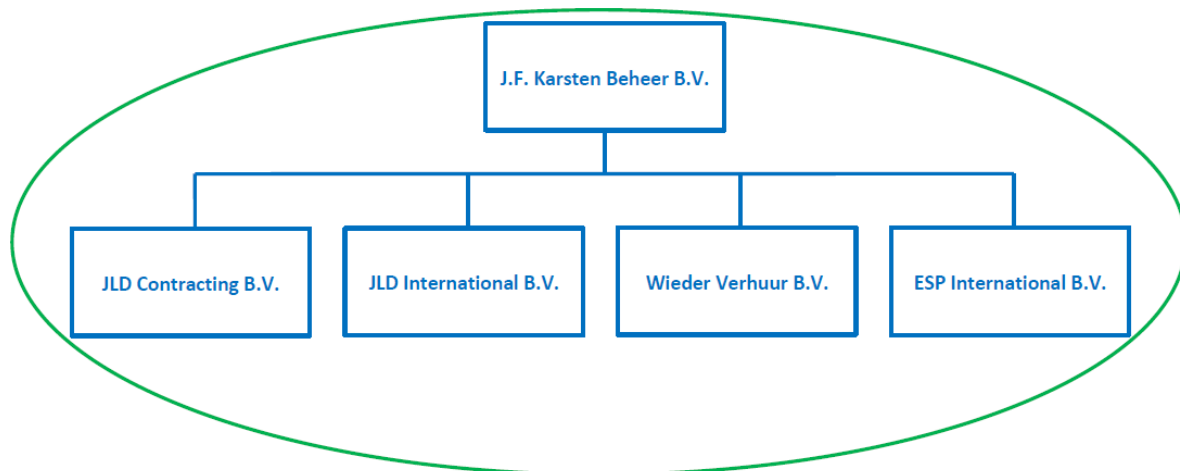 J.F. Karsten Beheer B.V.
JLD Contracting B.V.
JLD International B.V.
Wieder Verhuur B.V.
ESP International B.V.